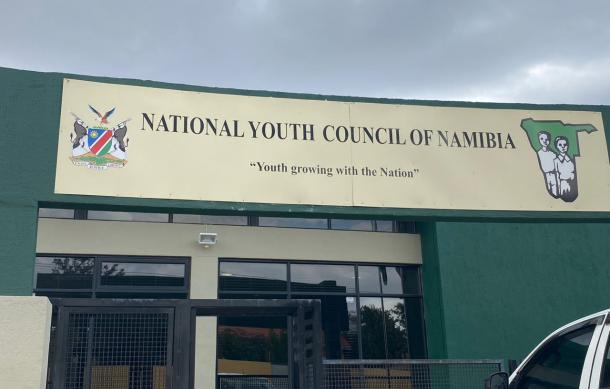 NATIONAL YOUTH COUNCIL OF NAMIBIA
“Youth growing with the Nation”